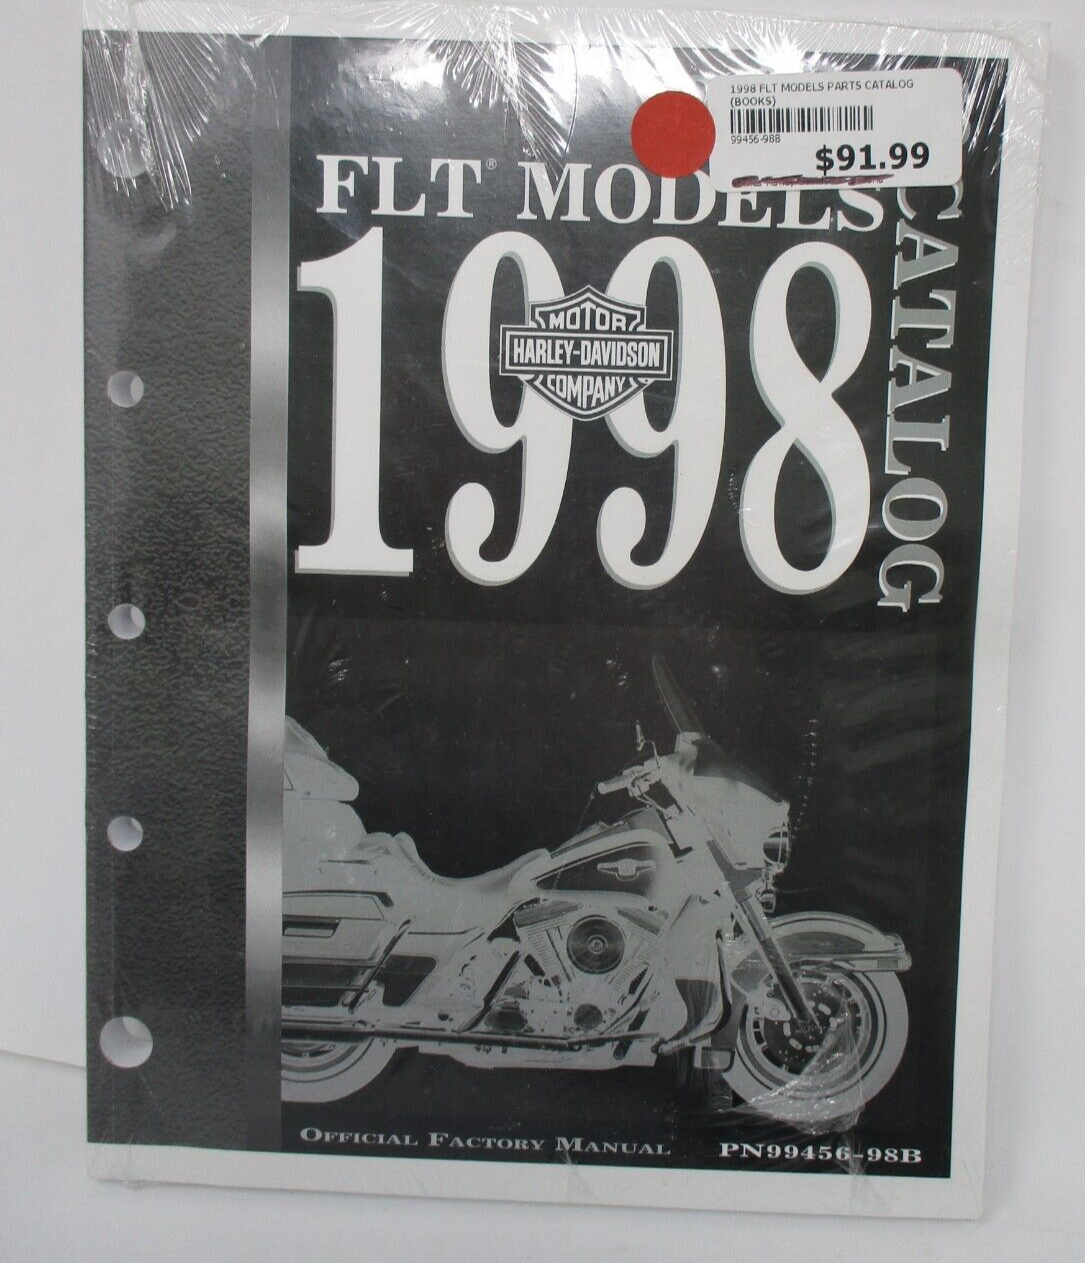 1998 FLT MODELS PARTS CATALOG
(BOOKS)
99456-98B
$91.99
FLT® MODELS
CATALOG
1998
MOTOR
HARLEY-DAVIDSON
COMPANY
OFFICIAL FACTORY MANUAL
PN99456-98B